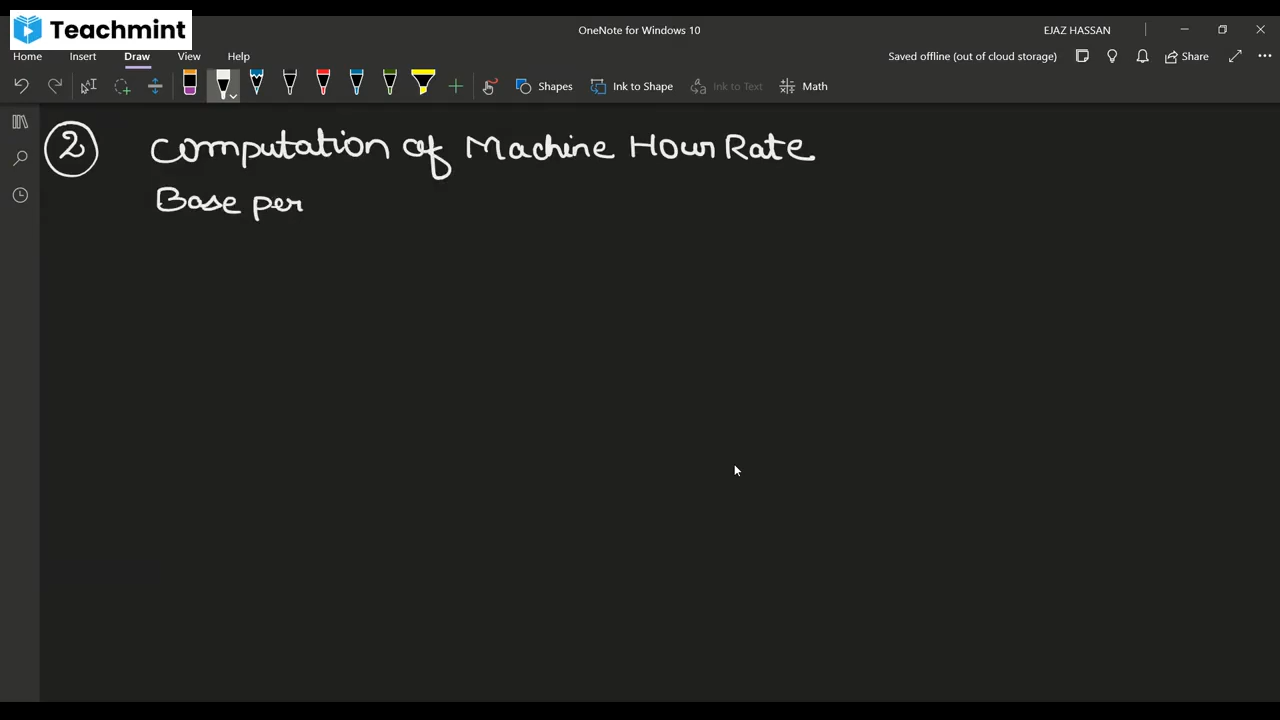 Teachmint
OneNote for Windows 10
EJAZ HASSAN
Home Insert Draw View Help
Saved offline (out of cloud storage)
Share
Shapes Ink to Shape Ink to Text Math
2 Computation of Machine Hour Rate
Base per